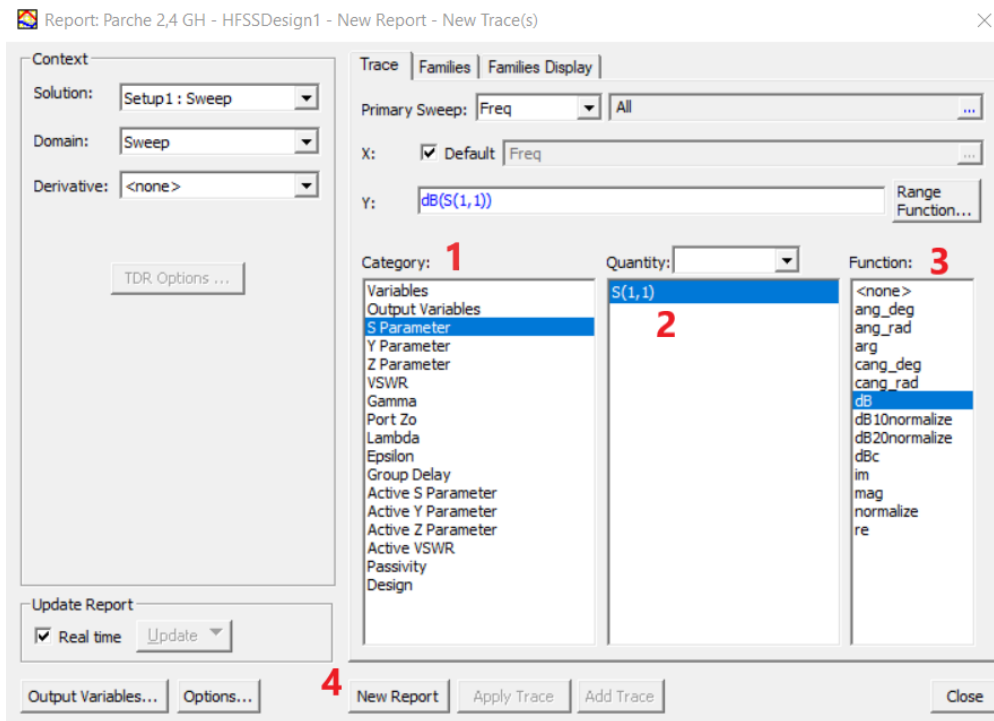 Report: Parche 2,4 GH - HFSSDesign1 - New Report - New Trace(s)
Context
Solution: Setup1 : Sweep
Domain: Sweep
Derivative: <none>
TDR Options ...
Update Report
Real time Update
Output Variables... Options...
Trace Families Families Display
Primary Sweep: Freq All ...
X: Default Freq ...
Y: dB(S(1,1)) Range
Function...
Category: 1
Variables
Output Variables
S Parameter
Y Parameter
Z Parameter
VSWR
Gamma
Port Zo
Lambda
Epsilon
Group Delay
Active S Parameter
Active Y Parameter
Active Z Parameter
Active VSWR
Passivity
Design
Quantity:
S(1,1)
2
Function: 3
<none>
ang_deg
ang_rad
arg
cang_deg
cang_rad
dB
dB10normalize
dB20normalize
dBc
im
mag
normalize
re
4 New Report Apply Trace Add Trace Close